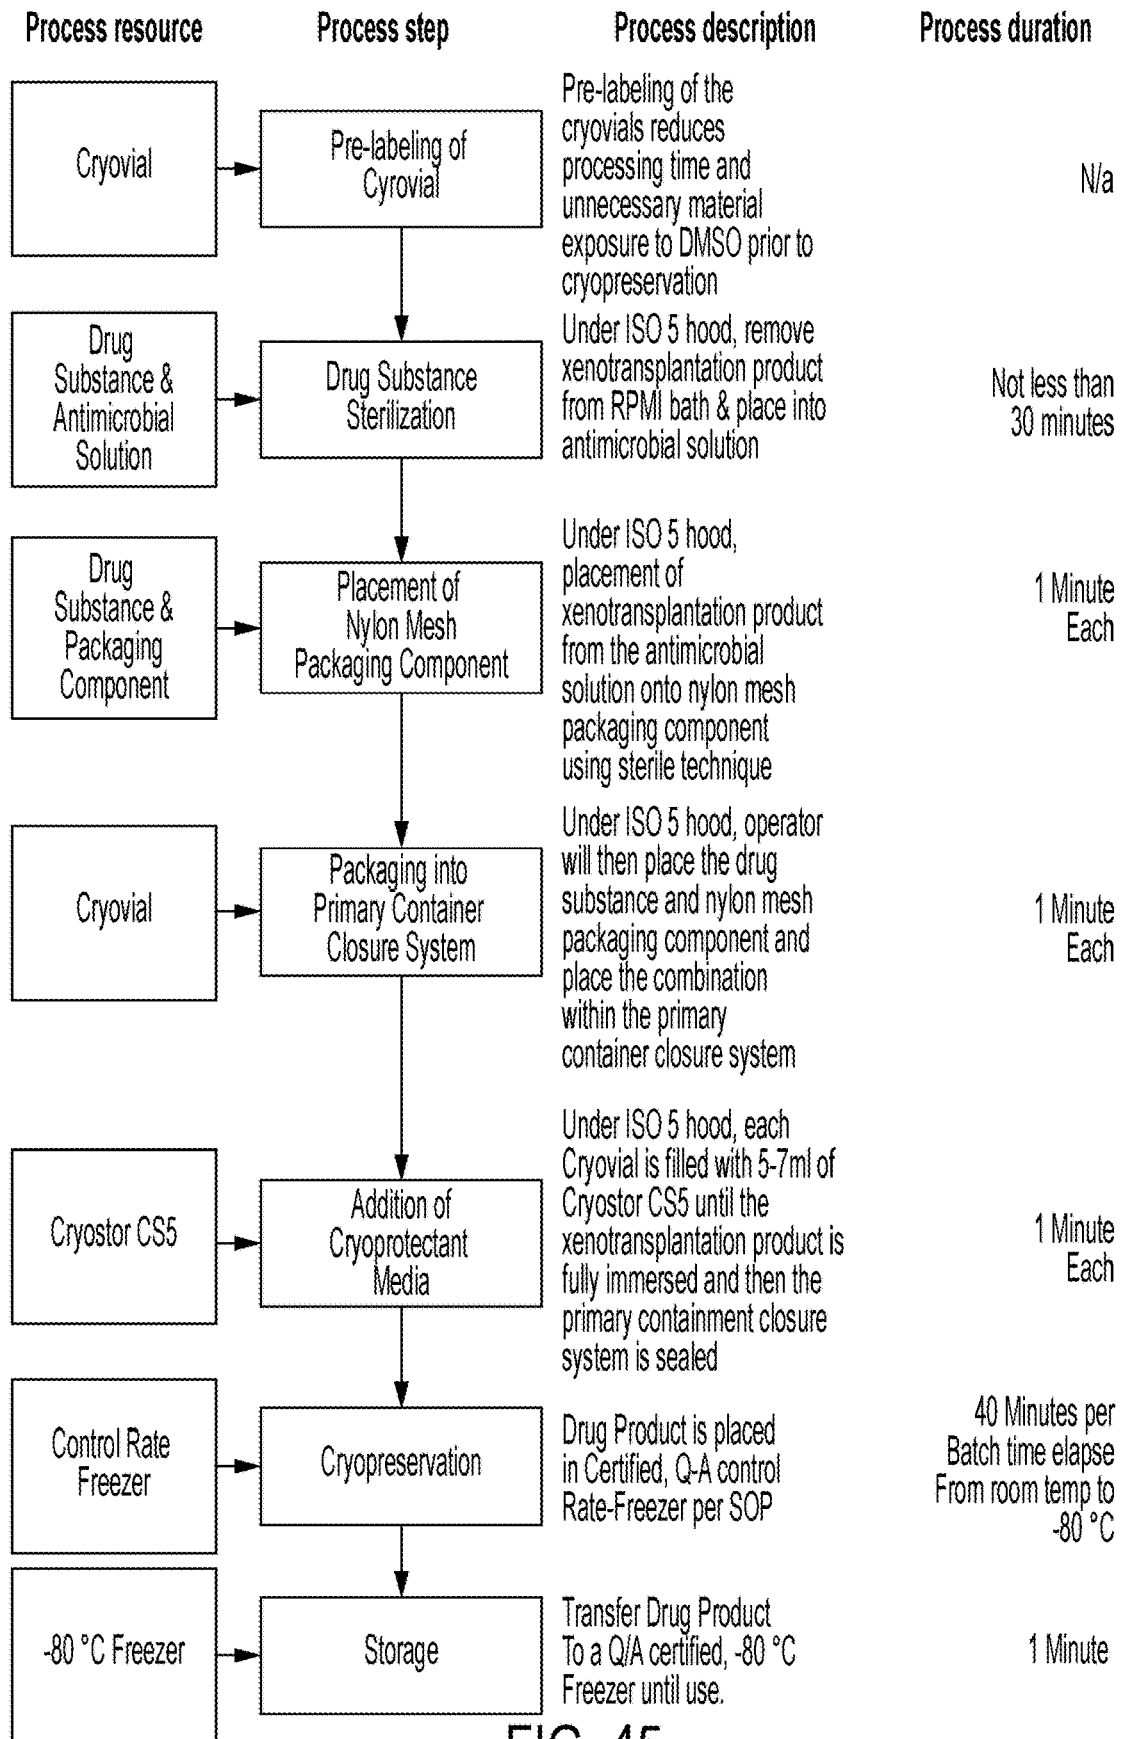 Process resource
Process step
Process description
Process duration
Cryovial
Pre-labeling of
Cyrovial
Pre-labeling of the
cryovials reduces
processing time and
unnecessary material
exposure to DMSO prior to
cryopreservation
N/a
Drug
Substance &
Antimicrobial
Solution
Drug Substance
Sterilization
Under ISO 5 hood, remove
xenotransplantation product
from RPMI bath & place into
antimicrobial solution
Not less than
30 minutes
Drug
Substance &
Packaging
Component
Placement of
Nylon Mesh
Packaging Component
Under ISO 5 hood,
placement of
xenotransplantation product
from the antimicrobial
solution onto nylon mesh
packaging component
using sterile technique
1 Minute
Each
Cryovial
Packaging into
Primary Container
Closure System
Under ISO 5 hood, operator
will then place the drug
substance and nylon mesh
packaging component and
place the combination
within the primary
container closure system
1 Minute
Each
Cryostor CS5
Addition of
Cryoprotectant
Media
Under ISO 5 hood, each
Cryovial is filled with 5-7ml of
Cryostor CS5 until the
xenotransplantation product is
fully immersed and then the
primary containment closure
system is sealed
1 Minute
Each
Control Rate
Freezer
Cryopreservation
Drug Product is placed
in Certified, Q-A control
Rate-Freezer per SOP
40 Minutes per
Batch time elapse
From room temp to
-80 °C
-80 °C Freezer
Storage
Transfer Drug Product
To a Q/A certified, -80 °C
Freezer until use.
1 Minute
FIG. 45